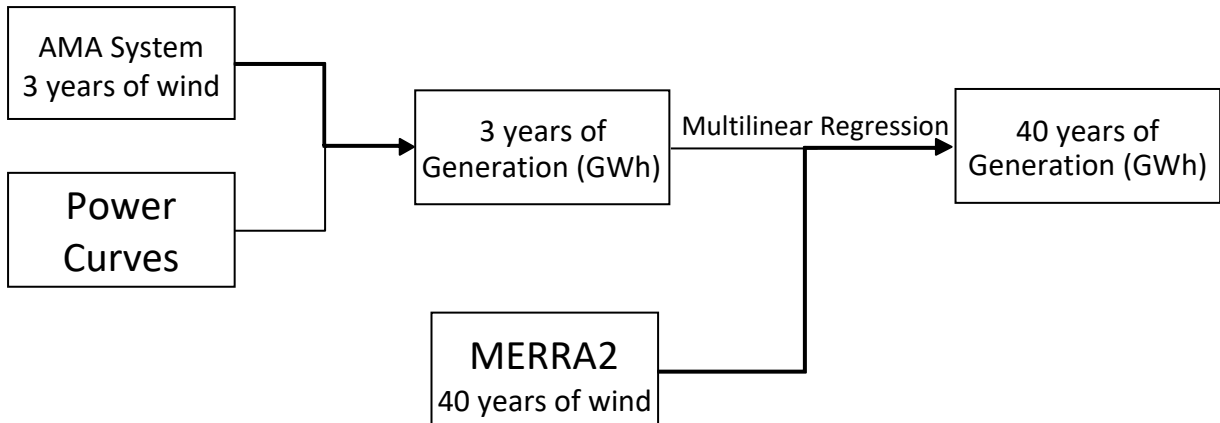 AMA System
3 years of wind
Power
Curves
3 years of
Generation (GWh)
Multilinear Regression
40 years of
Generation (GWh)
MERRA2
40 years of wind